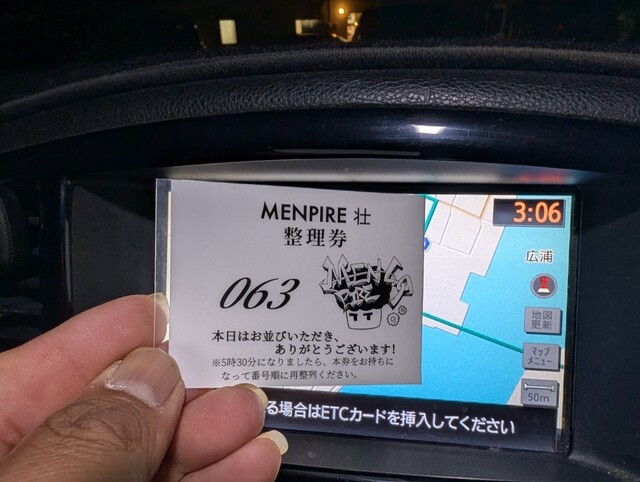 MENPIRE 壮
整理券
063
MEN
本日はお並びいただき、
ありがとうございます!
※5時30分になりましたら、本券をお持ちに
なって番号順に再整列ください。
3:06
広浦
地図
更新
マップ
メニュー
50m
る場合はETCカードを挿入してください